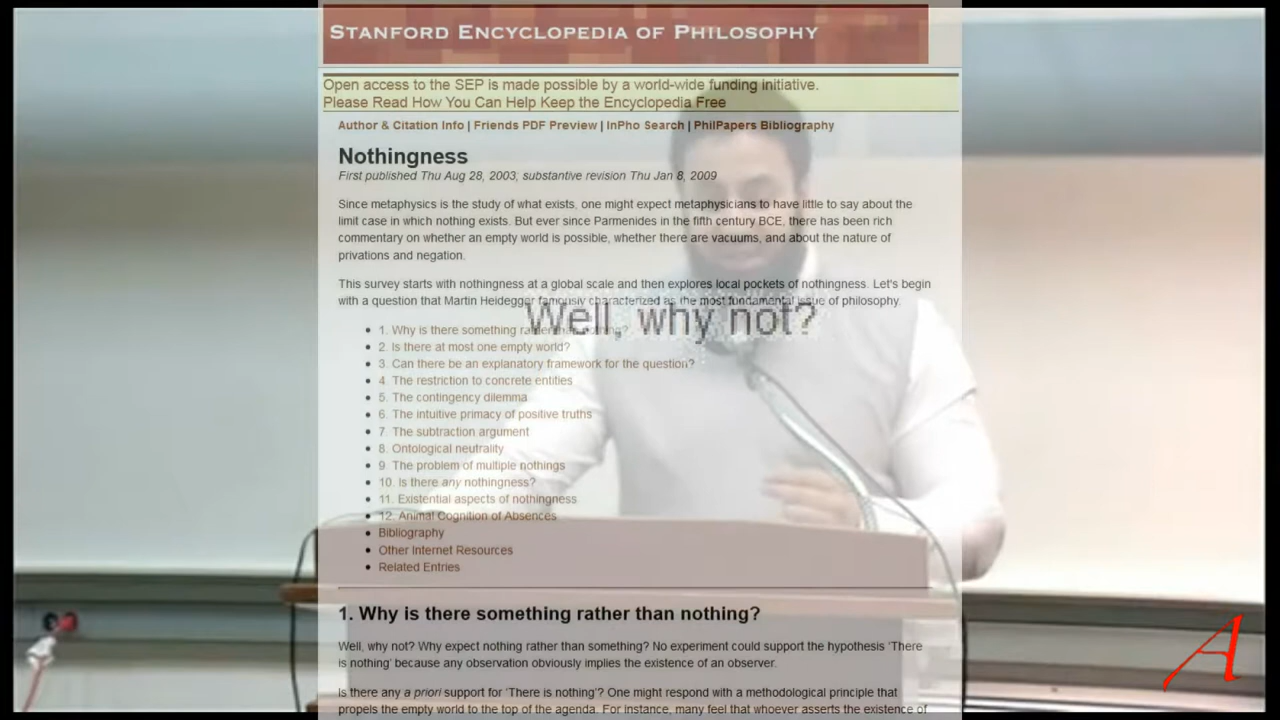 STANFORD ENCYCLOPEDIA OF PHILOSOPHY
Open access to the SEP is made possible by a world-wide funding initiative.
Please Read How You Can Help Keep the Encyclopedia Free
Author & Citation Info | Friends PDF Preview | InPho Search | PhilPapers Bibliography
Nothingness
First published Thu Aug 28, 2003; substantive revision Thu Jan 8, 2009
Since metaphysics is the study of what exists, one might expect metaphysicians to have little to say about the
limit case in which nothing exists. But ever since Parmenides in the fifth century BCE, there has been rich
commentary on whether an empty world is possible, whether there are vacuums, and about the nature of
privations and negation.
This survey starts with nothingness at a global scale and then explores local pockets of nothingness. Let's begin
with a question that Martin Heidegger famously characterized as the most fundamental issue of philosophy.
Well, why not?
1. Why is there something rather than nothing?
2. Is there at most one empty world?
3. Can there be an explanatory framework for the question?
4. The restriction to concrete entities
5. The contingency dilemma
6. The intuitive primacy of positive truths
7. The subtraction argument
8. Ontological neutrality
9. The problem of multiple nothings
10. Is there any nothingness?
11. Existential aspects of nothingness
12. Animal Cognition of Absences
Bibliography
Other Internet Resources
Related Entries
1. Why is there something rather than nothing?
Well, why not? Why expect nothing rather than something? No experiment could support the hypothesis ‘There
is nothing’ because any observation obviously implies the existence of an observer.
Is there any a priori support for ‘There is nothing’? One might respond with a methodological principle that
propels the empty world to the top of the agenda. For instance, many feel that whoever asserts the existence of
A